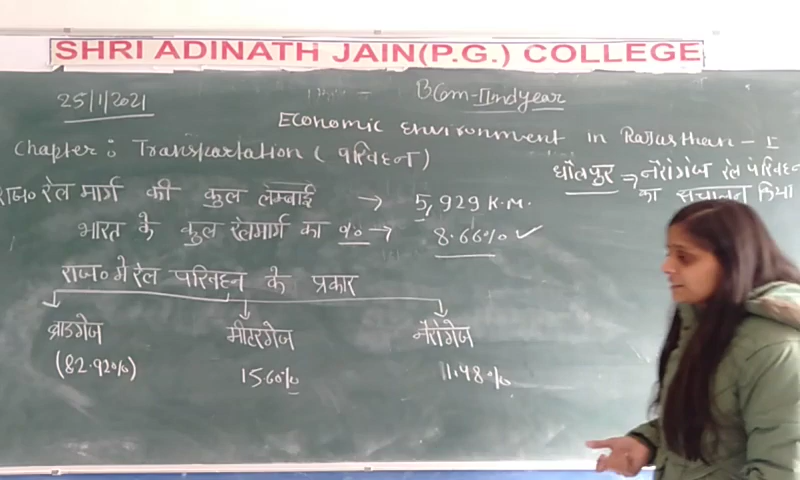 SHRI ADINATH JAIN(P.G.) COLLEGE
25/1/2021
BCom-IIndyear
Economic Environment in Rajasthan - I
Chapter: Transportation (परिवहन)
धौलपुर → नैरोगेज रेल परिवहन
का संचालन किया
राज० रेल मार्ग की कुल लम्बाई → 5,929 K.M.
भारत के कुल रेलमार्ग का % → 8.66% ✓
राज० में रेल परिवहन के प्रकार
ब्राडगेज मीटरगेज नैरोगेज
(82.92%) 15.60% 1.48%